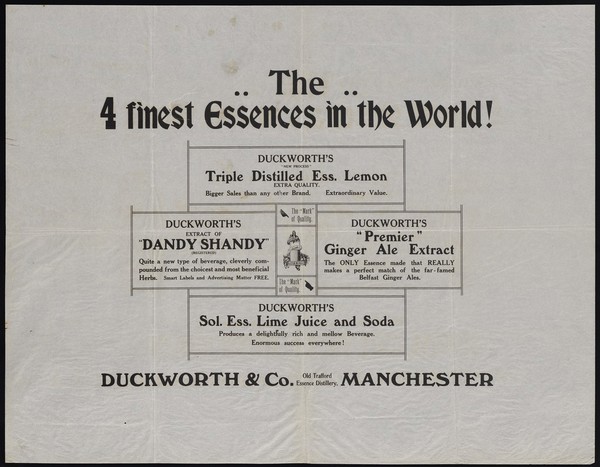 .. The ..
4 finest Essences in the World!
DUCKWORTH'S
"NEW PROCESS"
Triple Distilled Ess. Lemon
EXTRA QUALITY.
Bigger Sales than any other Brand. Extraordinary Value.
DUCKWORTH'S
EXTRACT OF
"DANDY SHANDY"
(REGISTERED)
Quite a new type of beverage, cleverly com-
pounded from the choicest and most beneficial
Herbs. Smart Labels and Advertising Matter FREE.
The "Mark"
of Quality.
The "Mark"
of Quality.
DUCKWORTH'S
"Premier"
Ginger Ale Extract
The ONLY Essence made that REALLY
makes a perfect match of the far-famed
Belfast Ginger Ales.
DUCKWORTH'S
Sol. Ess. Lime Juice and Soda
Produces a delightfully rich and mellow Beverage.
Enormous success everywhere!
DUCKWORTH & Co. Old Trafford Essence Distillery, MANCHESTER